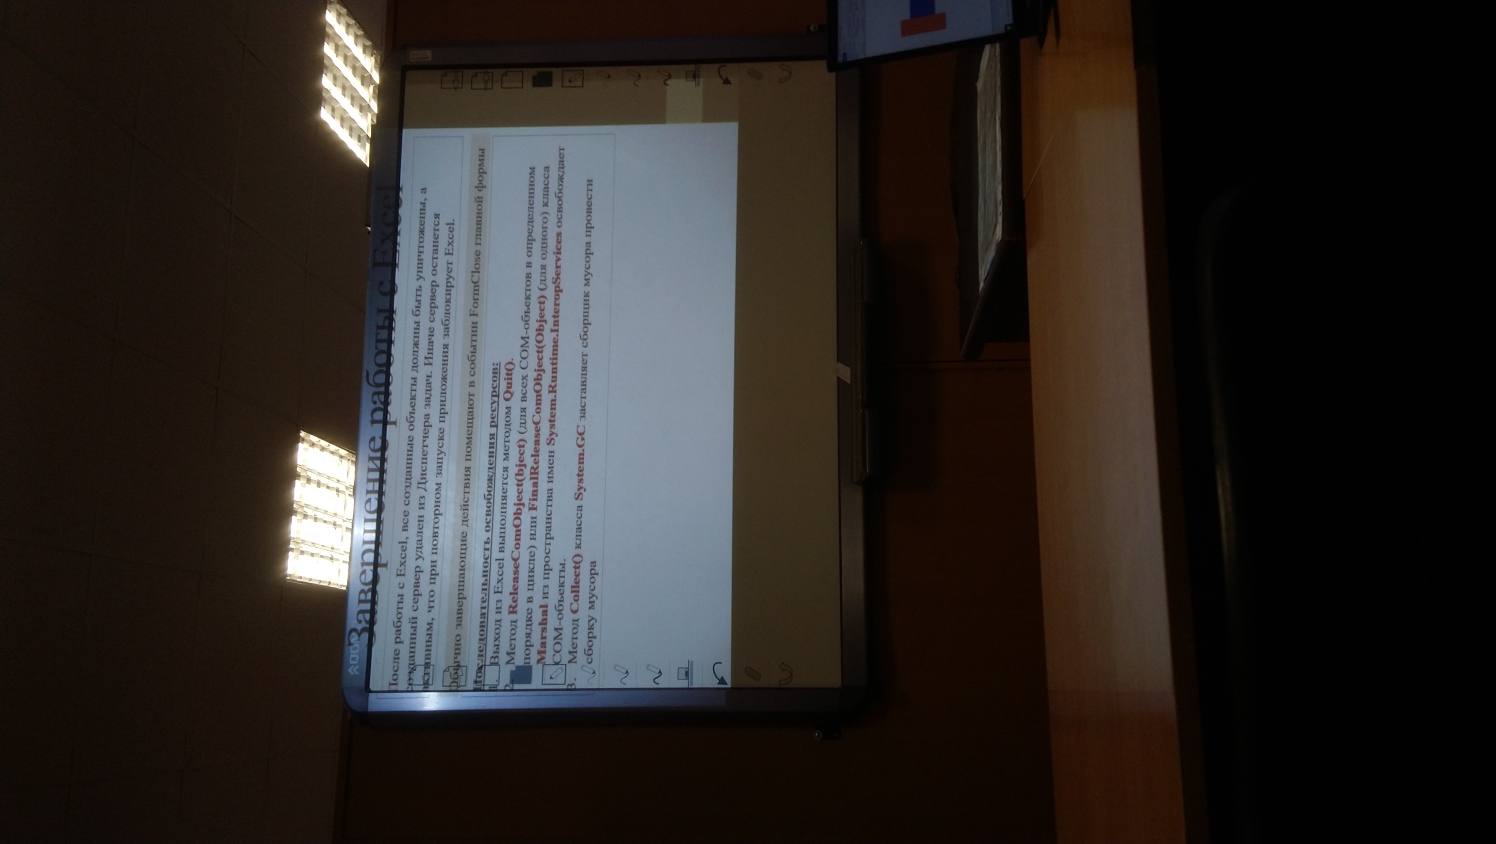 Завершение работы с Excel
После работы с Excel, все созданные объекты должны быть уничтожены, а
созданный сервер удален из Диспетчера задач. Иначе сервер останется
активным, что при повторном запуске приложения заблокирует Excel.
Обычно завершающие действия помещают в событии FormClose главной формы
Последовательность освобождения ресурсов:
1. Выход из Excel выполняется методом Quit().
2. Метод ReleaseComObject(bject) (для всех COM-объектов в определенном
порядке в цикле) или FinalReleaseComObject(Object) (для одного) класса
Marshal из пространства имен System.Runtime.InteropServices освобождает
COM-объекты.
3. Метод Collect() класса System.GC заставляет сборщик мусора провести
сборку мусора